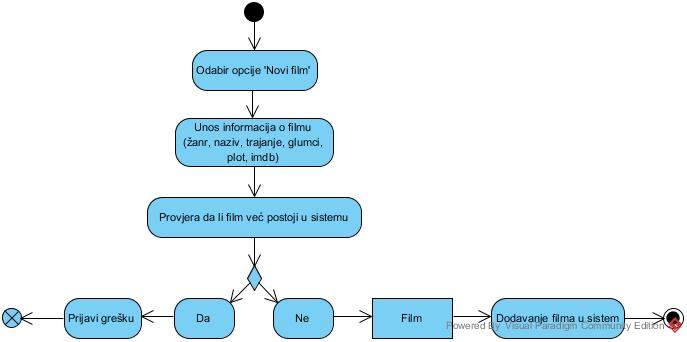 Odabir opcije 'Novi film'
Unos informacija o filmu
(žanr, naziv, trajanje, glumci,
plot, imdb)
Provjera da li film već postoji u sistemu
Prijavi grešku
Da
Ne
Film
Dodavanje filma u sistem
Powered By Visual Paradigm Community Edition